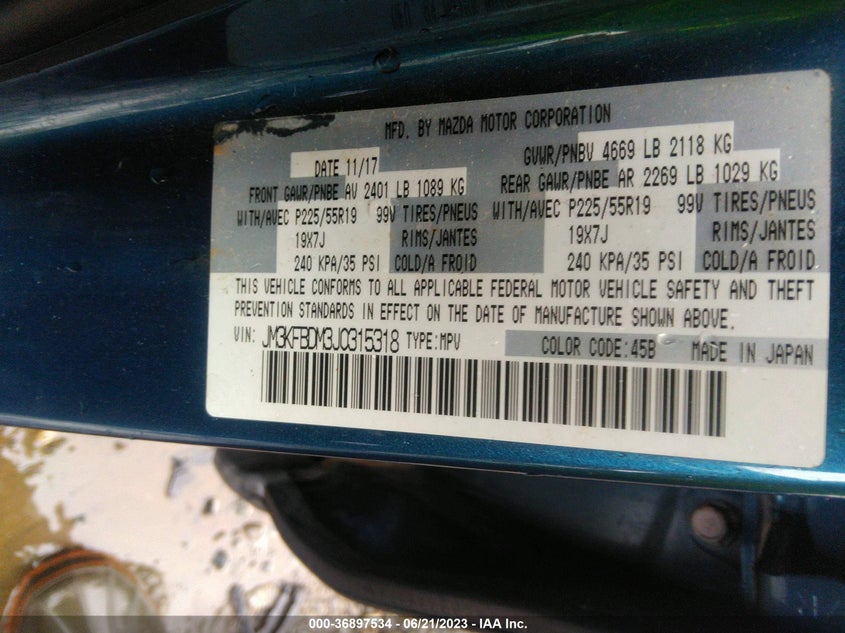 MFD. BY MAZDA MOTOR CORPORATION
DATE 11/17
GVWR/PNBV 4669 LB 2118 KG
FRONT GAWR/PNBE AV 2401 LB 1089 KG
REAR GAWR/PNBE AR 2269 LB 1029 KG
WITH/AVEC P225/55R19 99V TIRES/PNEUS
WITH/AVEC P225/55R19 99V TIRES/PNEUS
19X7J RIMS/JANTES
19X7J RIMS/JANTES
240 KPA/35 PSI COLD/A FROID
240 KPA/35 PSI COLD/A FROID
THIS VEHICLE CONFORMS TO ALL APPLICABLE FEDERAL MOTOR VEHICLE SAFETY AND THEFT
PREVENTION STANDARDS IN EFFECT ON THE DATE OF MANUFACTURE SHOWN ABOVE.
VIN: JM3KFBDM3J0315318 TYPE:MPV COLOR CODE:45B MADE IN JAPAN
000-36897534 - 06/21/2023 - IAA Inc.